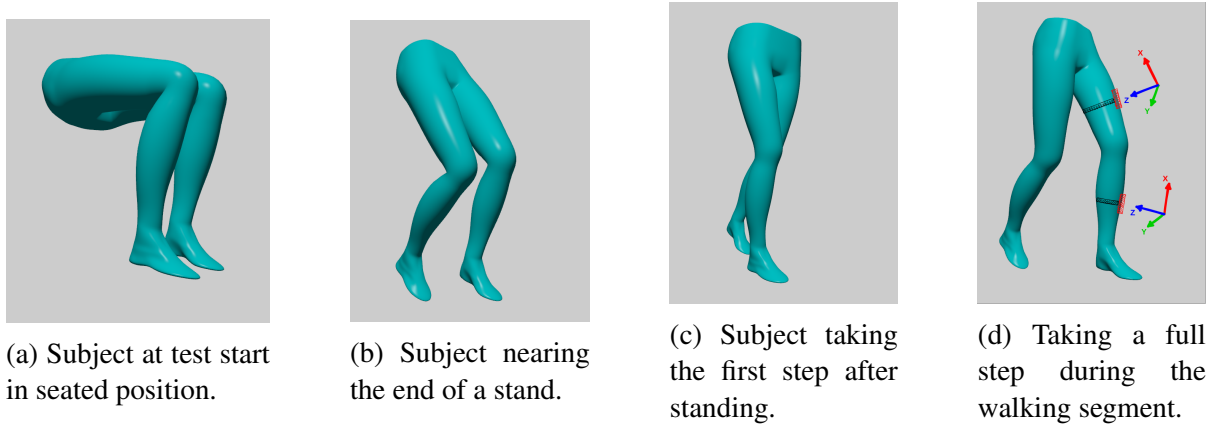 X
Z
Y
X
Z
Y
(a) Subject at test start
in seated position.
(b) Subject nearing
the end of a stand.
(c) Subject taking
the first step after
standing.
(d) Taking a full
step during the
walking segment.